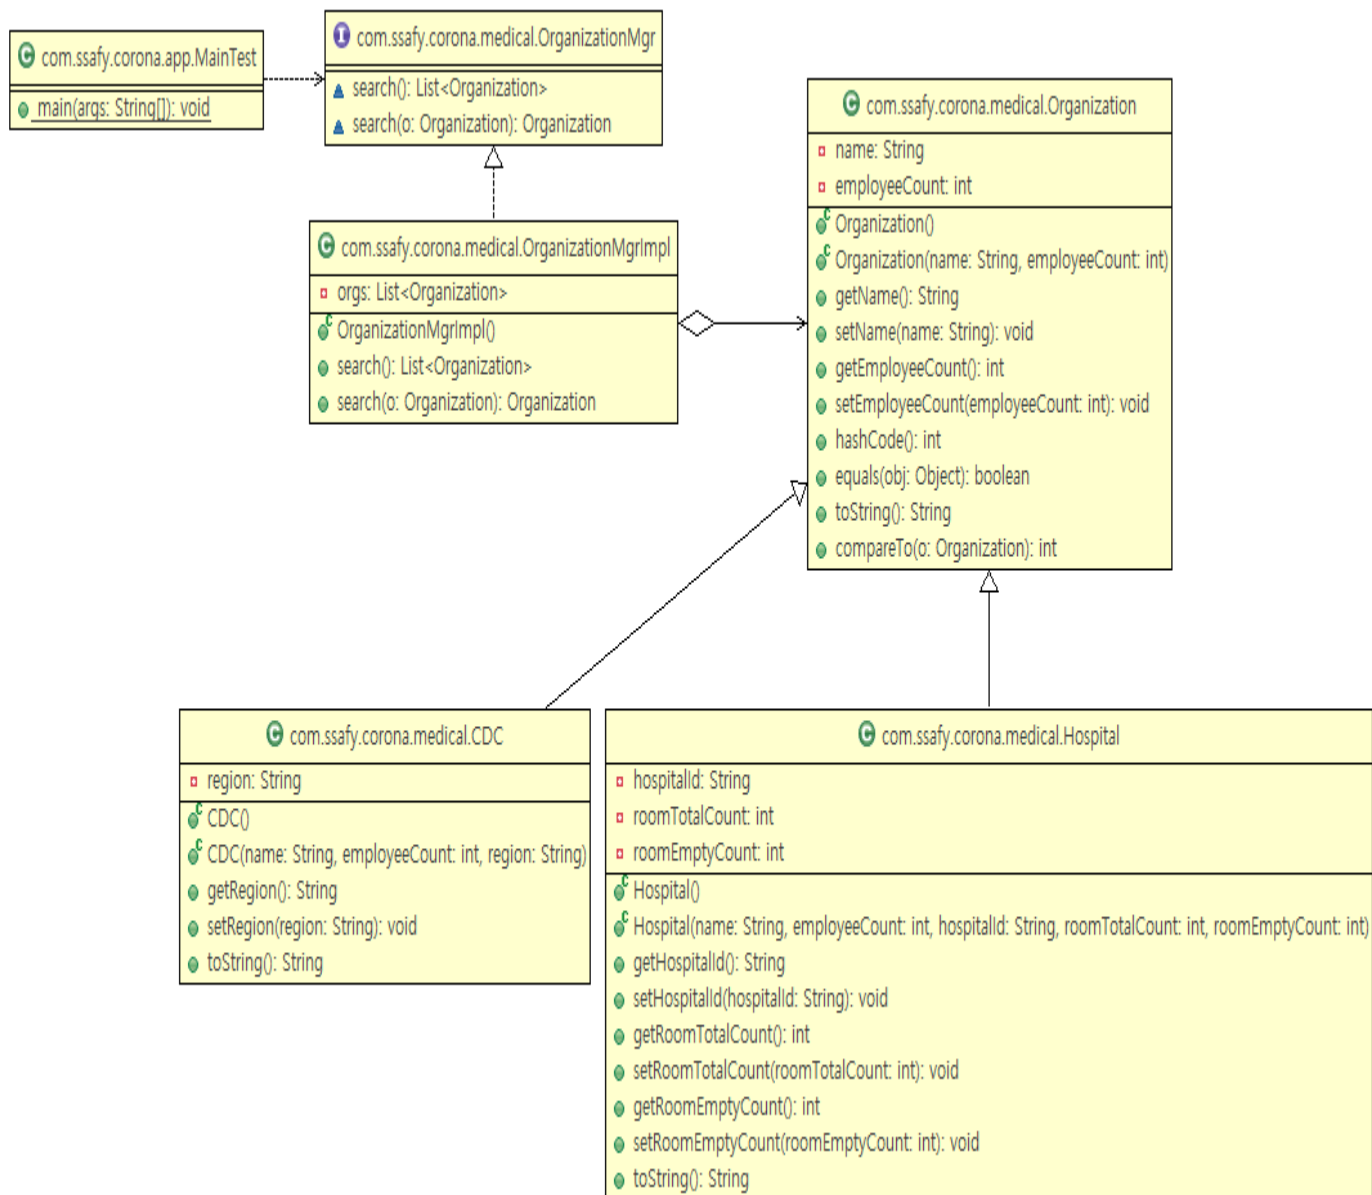 com.ssafy.corona.app.MainTest
main(args: String[]): void
com.ssafy.corona.medical.OrganizationMgr
search(): List<Organization>
search(o: Organization): Organization
com.ssafy.corona.medical.OrganizationMgrImpl
orgs: List<Organization>
OrganizationMgrImpl()
search(): List<Organization>
search(o: Organization): Organization
com.ssafy.corona.medical.Organization
name: String
employeeCount: int
Organization()
Organization(name: String, employeeCount: int)
getName(): String
setName(name: String): void
getEmployeeCount(): int
setEmployeeCount(employeeCount: int): void
hashCode(): int
equals(obj: Object): boolean
toString(): String
compareTo(o: Organization): int
com.ssafy.corona.medical.CDC
region: String
CDC()
CDC(name: String, employeeCount: int, region: String)
getRegion(): String
setRegion(region: String): void
toString(): String
com.ssafy.corona.medical.Hospital
hospitalId: String
roomTotalCount: int
roomEmptyCount: int
Hospital()
Hospital(name: String, employeeCount: int, hospitalId: String, roomTotalCount: int, roomEmptyCount: int)
getHospitalId(): String
setHospitalId(hospitalId: String): void
getRoomTotalCount(): int
setRoomTotalCount(roomTotalCount: int): void
getRoomEmptyCount(): int
setRoomEmptyCount(roomEmptyCount: int): void
toString(): String